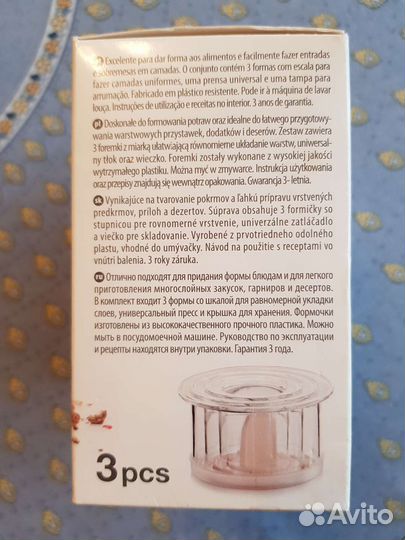 pt Excelente para dar forma aos alimentos e facilmente fazer entradas
e sobremesas em camadas. O conjunto contém 3 formas com escala para
fazer camadas uniformes, uma prensa universal e uma tampa para
arrumação. Fabricado em plástico resistente. Pode ir à máquina de lavar
louça. Instruções de utilização e receitas no interior. 3 anos de garantia.
pl Doskonałe do formowania potraw oraz idealne do łatwego przygotowy-
wania warstwowych przystawek, dodatków i deserów. Zestaw zawiera
3 foremki z miarką ułatwiającą równomierne układanie warstw, uniwersal-
ny tłok oraz wieczko. Foremki zostały wykonane z wysokiej jakości
wytrzymałego plastiku. Można myć w zmywarce. Instrukcja użytkowania
oraz przepisy znajdują się wewnątrz opakowania. Gwarancja 3- letnia.
sk Vynikajúce na tvarovanie pokrmov a ľahkú prípravu vrstvených
predkrmov, príloh a dezertov. Súprava obsahuje 3 formičky so
stupnicou pre rovnomerné vrstvenie, univerzálne zatláčadlo
a viečko pre skladovanie. Vyrobené z prvotriedneho odolného
plastu, vhodné do umývačky. Návod na použitie s receptami vo
vnútri balenia. 3 roky záruka.
ru Отлично подходят для придания формы блюдам и для легкого
приготовления многослойных закусок, гарниров и десертов.
В комплект входит 3 формы со шкалой для равномерной укладки
слоев, универсальный пресс и крышка для хранения. Формочки
изготовлены из высококачественного прочного пластика. Можно
мыть в посудомоечной машине. Руководство по эксплуатации
и рецепты находятся внутри упаковки. Гарантия 3 года.
3 pcs
Avito